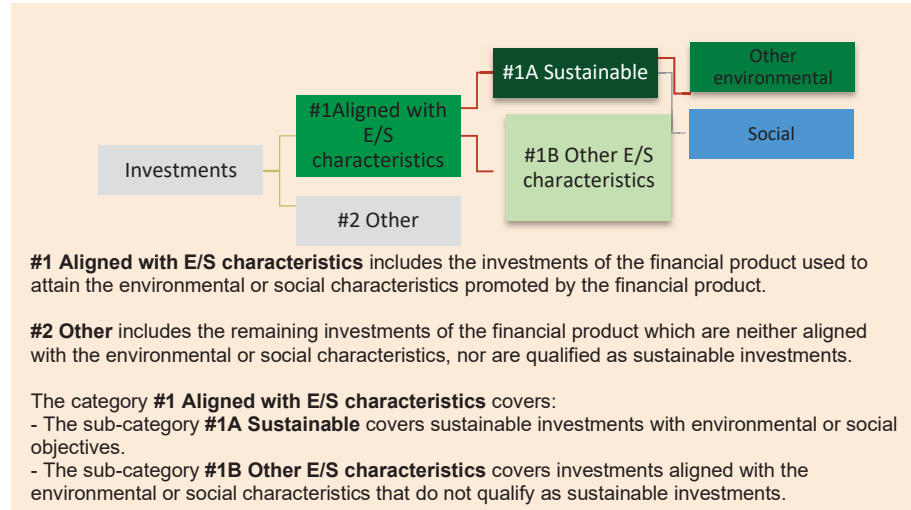 #1A Sustainable
Other
environmental
#1Aligned with
E/S
characteristics
#1B Other E/S
characteristics
Social
Investments
#2 Other
#1 Aligned with E/S characteristics includes the investments of the financial product used to
attain the environmental or social characteristics promoted by the financial product.
#2 Other includes the remaining investments of the financial product which are neither aligned
with the environmental or social characteristics, nor are qualified as sustainable investments.
The category #1 Aligned with E/S characteristics covers:
- The sub-category #1A Sustainable covers sustainable investments with environmental or social
objectives.
- The sub-category #1B Other E/S characteristics covers investments aligned with the
environmental or social characteristics that do not qualify as sustainable investments.